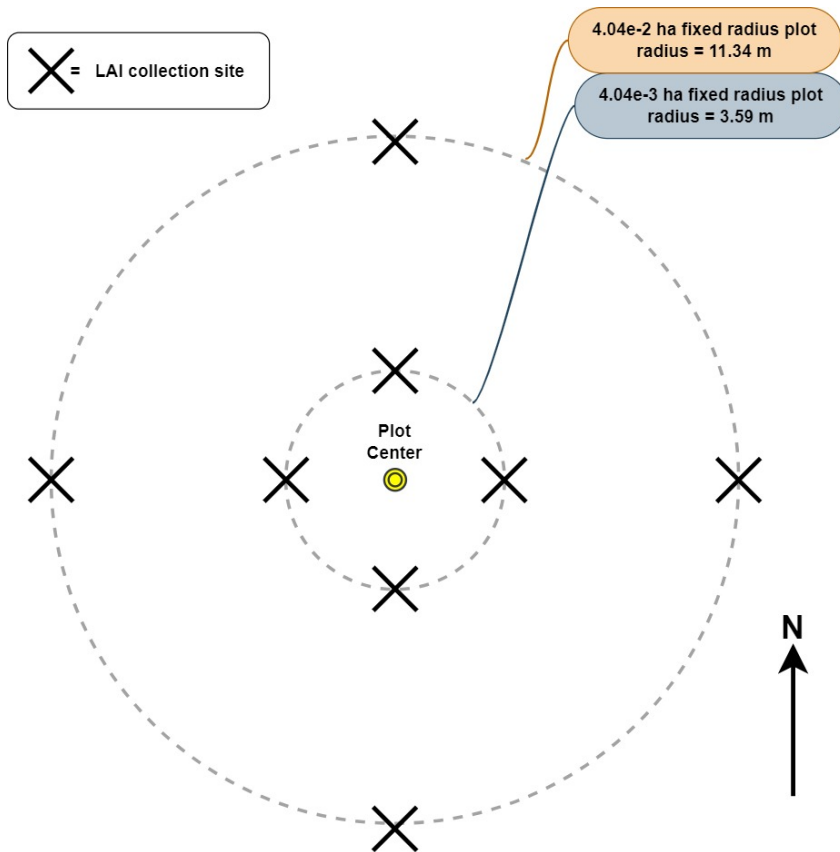 4.04e-2 ha fixed radius plot
radius = 11.34 m
= LAI collection site
4.04e-3 ha fixed radius plot
radius = 3.59 m
Plot
Center
N